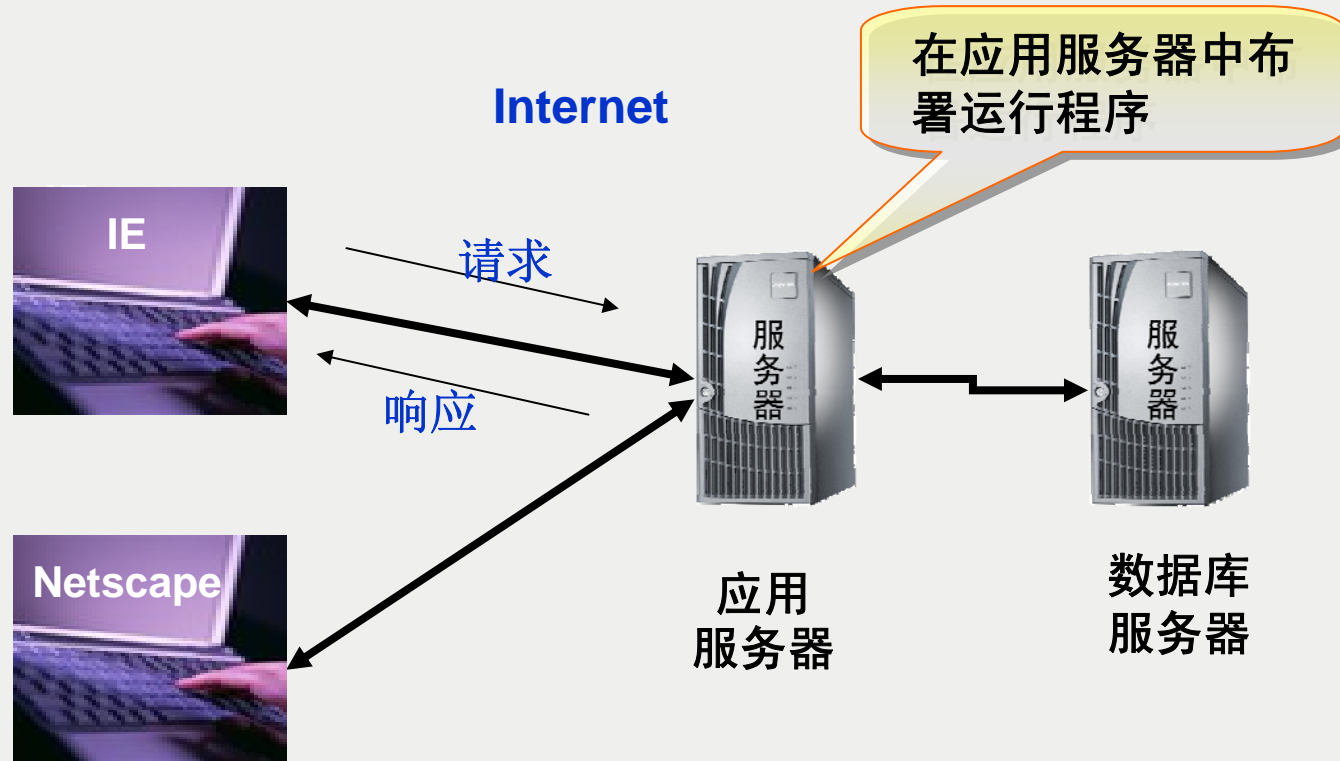 在应用服务器中布
署运行程序
Internet
IE
请求
响应
Netscape
服
务
器
服
务
器
应用
服务器
数据库
服务器